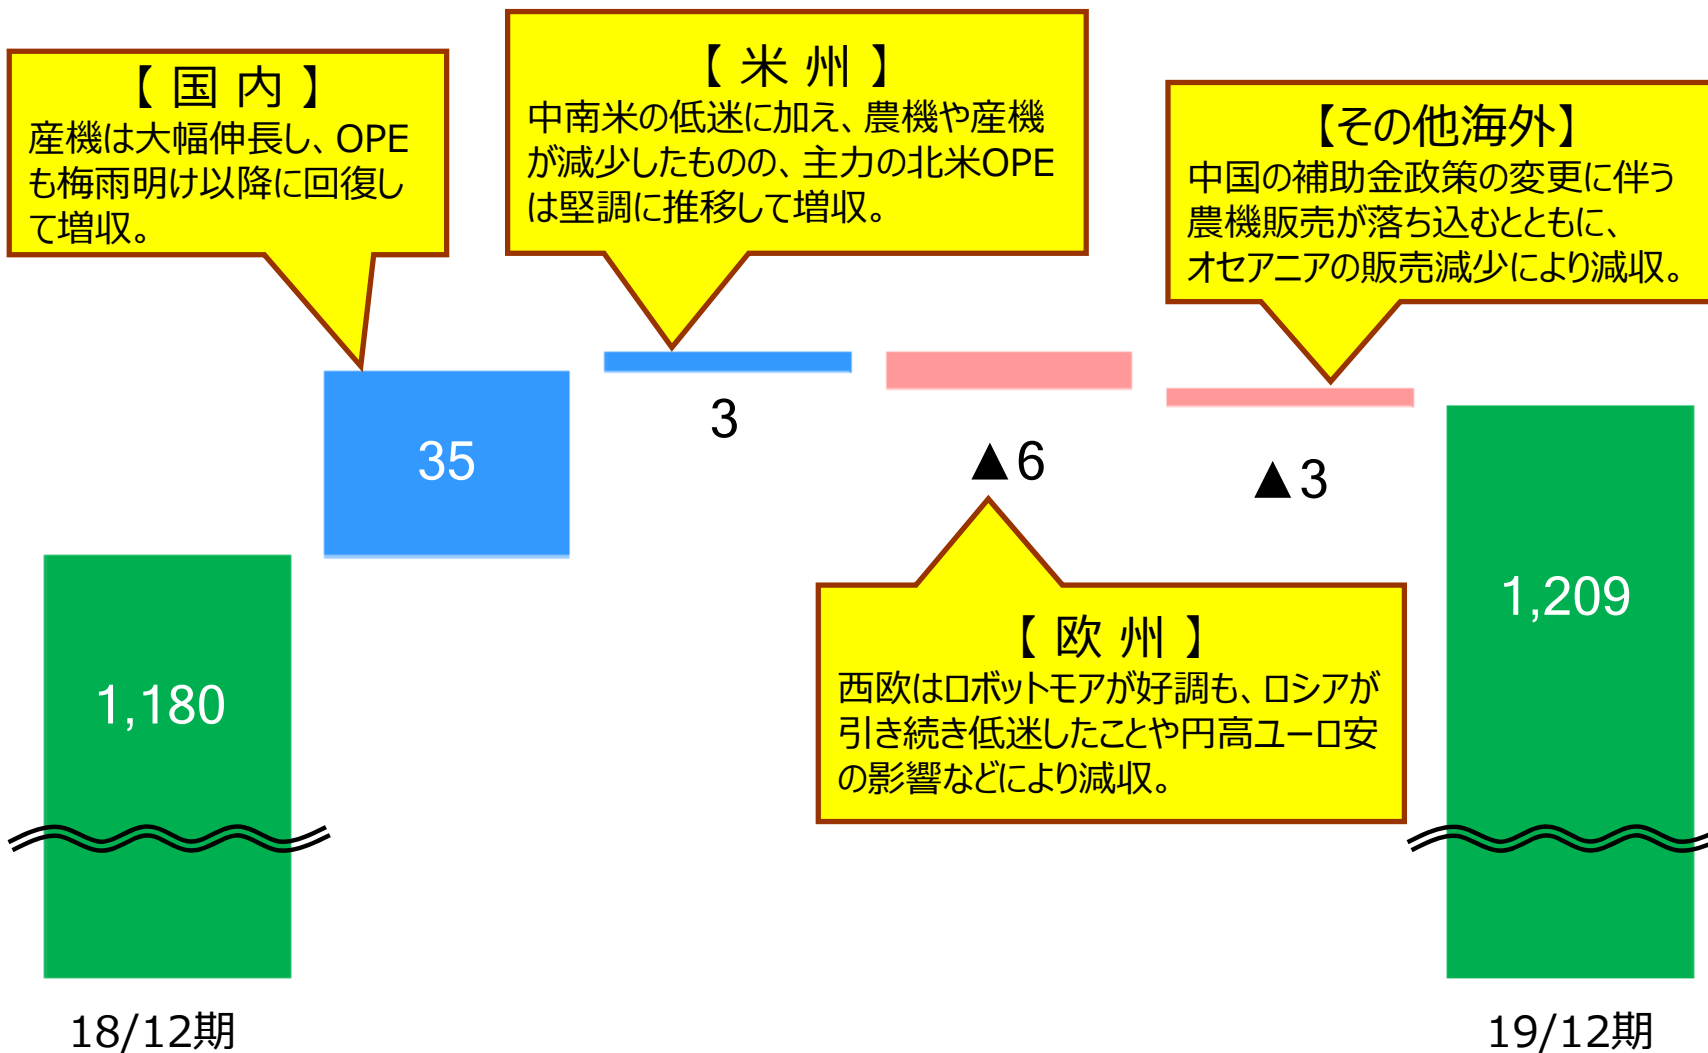 【 国 内 】
産機は大幅伸長し、OPE
も梅雨明け以降に回復し
て増収。
【 米 州 】
中南米の低迷に加え、農機や産機
が減少したものの、主力の北米OPE
は堅調に推移して増収。
【その他海外】
中国の補助金政策の変更に伴う
農機販売が落ち込むとともに、
オセアニアの販売減少により減収。
35
3
▲6
▲3
【 欧 州 】
西欧はロボットモアが好調も、ロシアが
引き続き低迷したことや円高ユーロ安
の影響などにより減収。
1,180
1,209
18/12期
19/12期